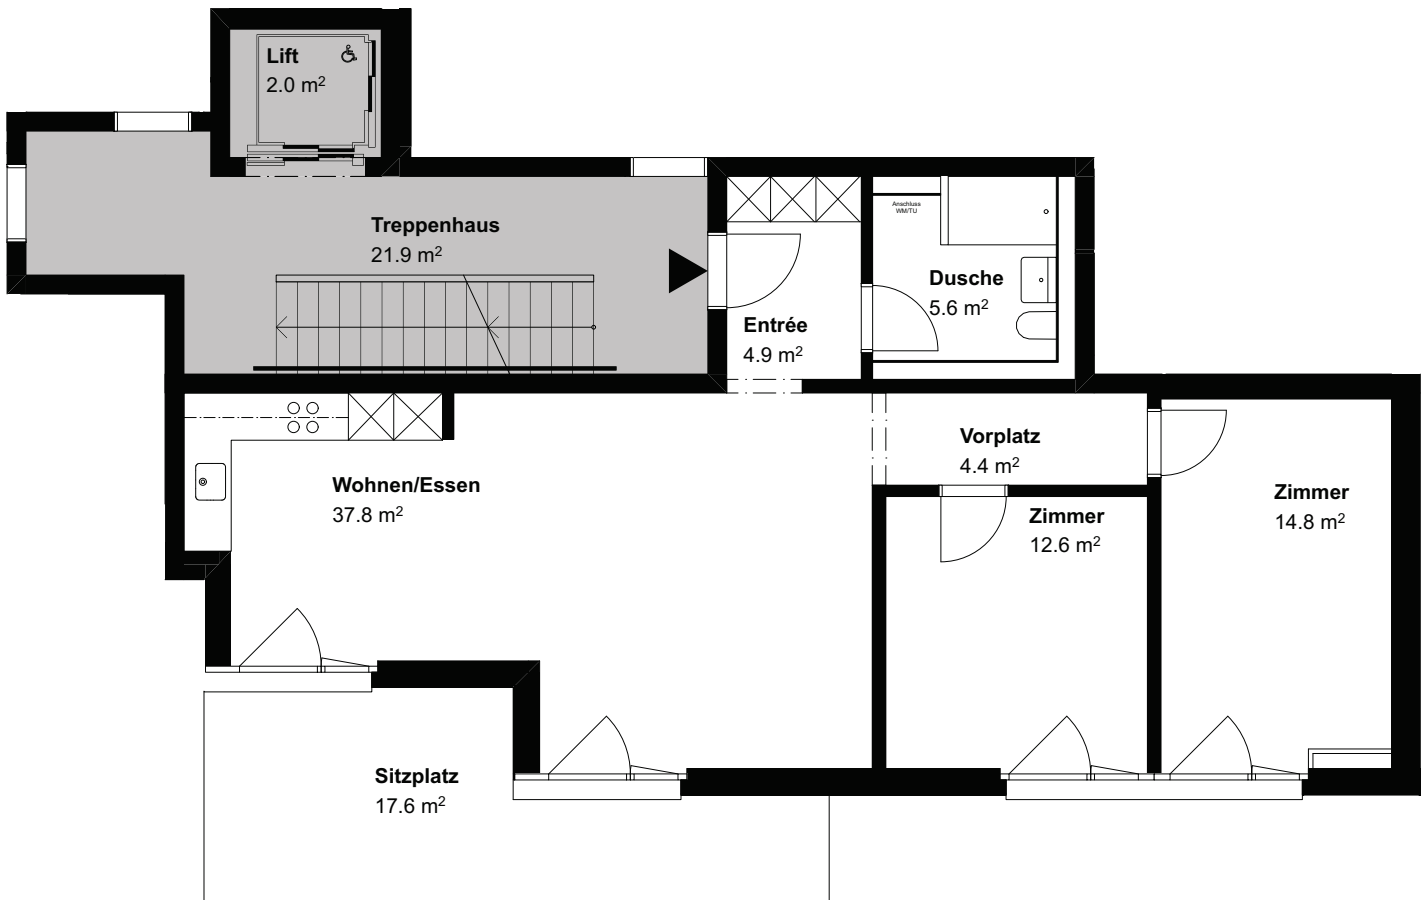 Lift
2.0 m²
Treppenhaus
21.9 m²
Anschluss
WM/TU
Dusche
5.6 m²
Entrée
4.9 m²
Vorplatz
4.4 m²
Wohnen/Essen
37.8 m²
Zimmer
12.6 m²
Zimmer
14.8 m²
Sitzplatz
17.6 m²